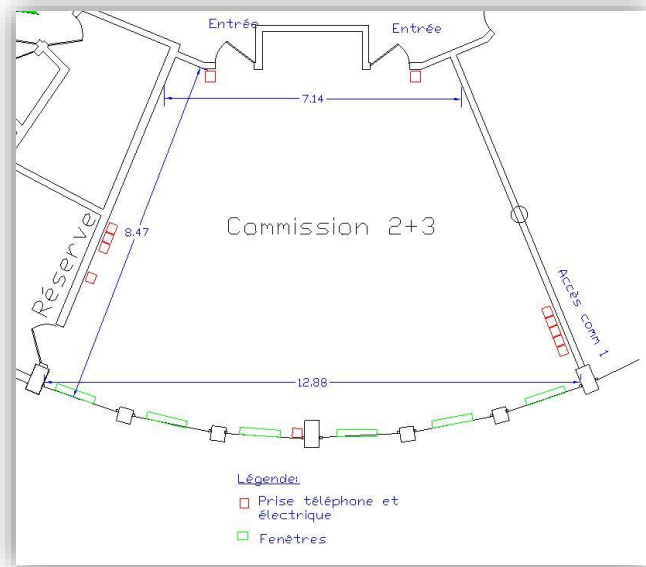 Entrée
Entrée
7.14
Commission 2+3
8.47
Réserve
Accès comm 1
12.88
Légende:
Prise téléphone et
électrique
Fenêtres